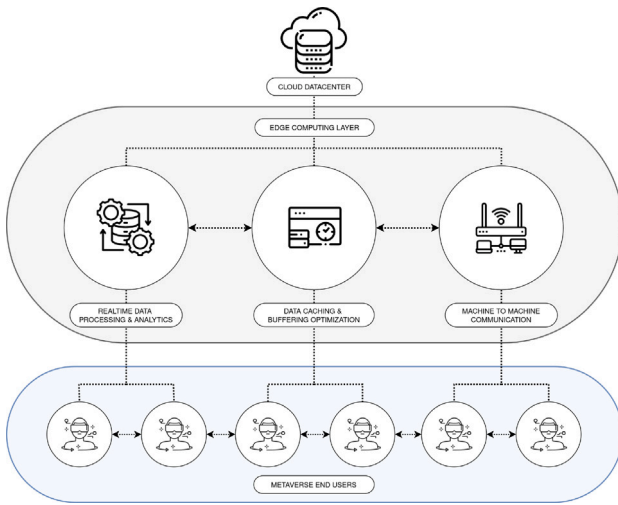 CLOUD DATACENTER
EDGE COMPUTING LAYER
REALTIME DATA
PROCESSING & ANALYTICS
DATA CACHING &
BUFFERING OPTIMIZATION
MACHINE TO MACHINE
COMMUNICATION
METAVERSE END USERS